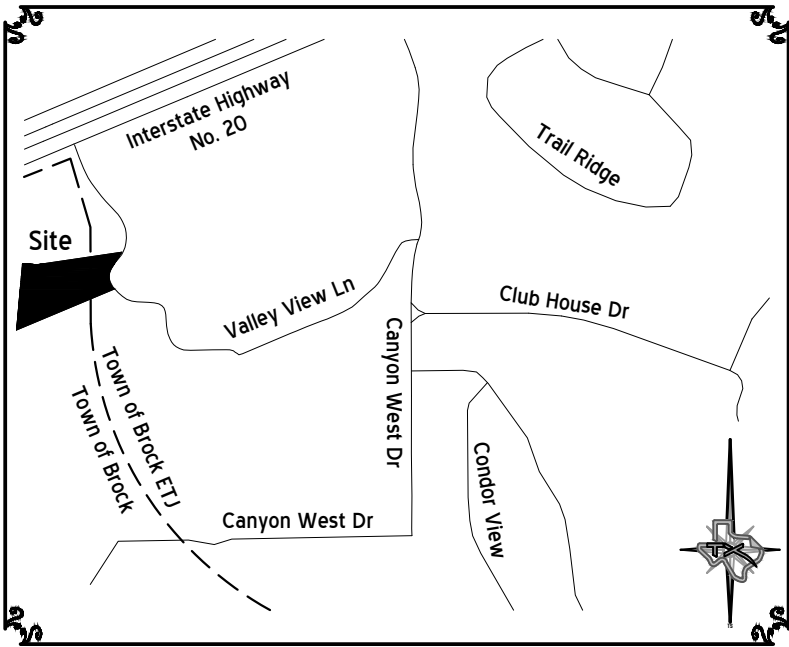 Interstate Highway
No. 20
Trail Ridge
Site
Valley View Ln
Club House Dr
Canyon West Dr
Town of Brock ETJ
Town of Brock
Condor View
Canyon West Dr
TX